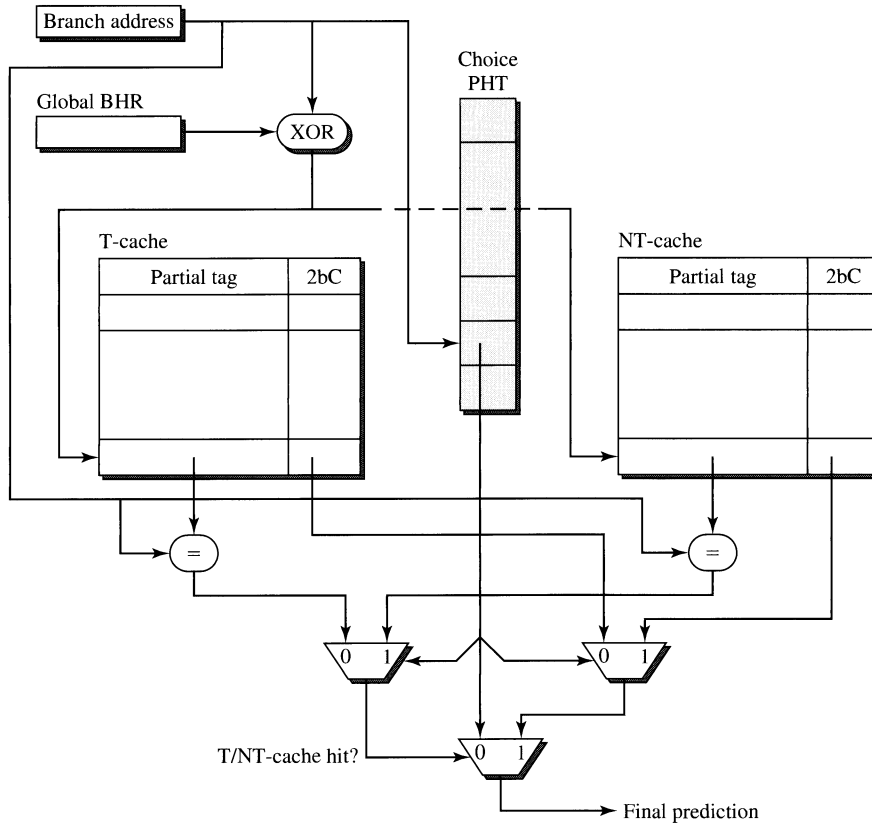 Branch address
Choice
PHT
Global BHR
XOR
T-cache
NT-cache
Partial tag 2bC
Partial tag 2bC
=
=
0 1
0 1
0 1
T/NT-cache hit?
Final prediction